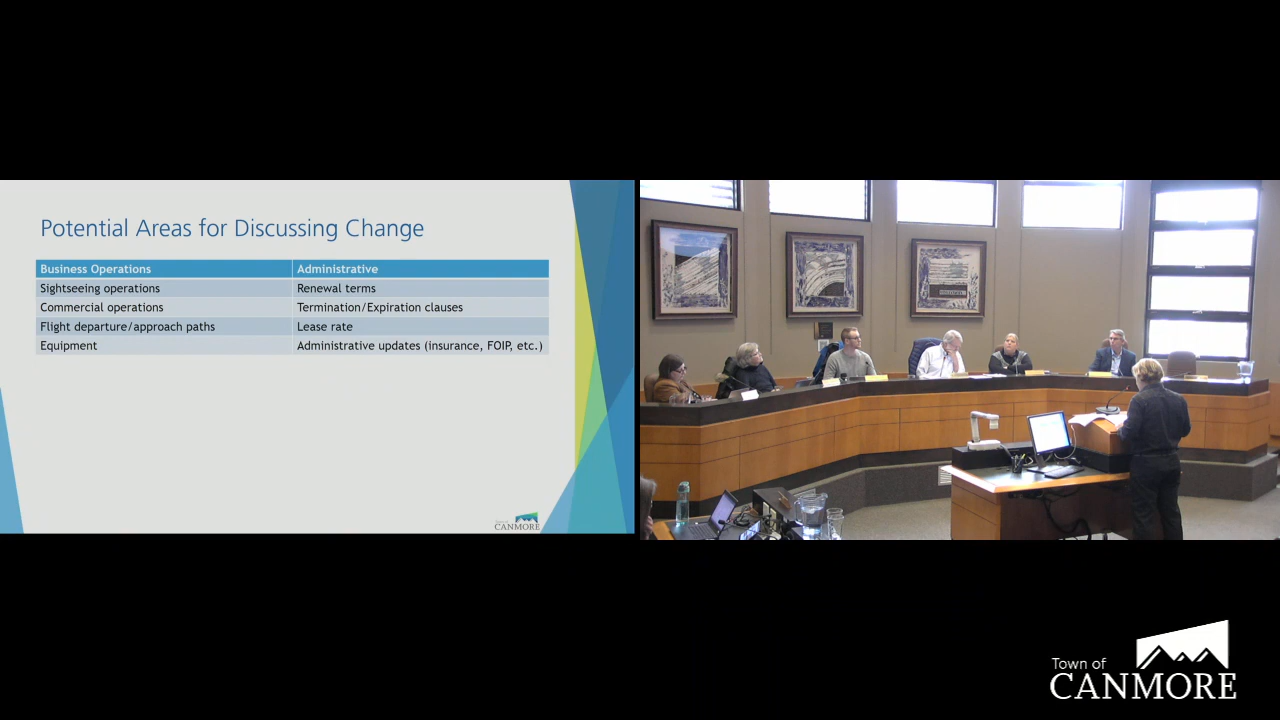 Potential Areas for Discussing Change
Business Operations Administrative
Sightseeing operations Renewal terms
Commercial operations Termination/Expiration clauses
Flight departure/approach paths Lease rate
Equipment Administrative updates (insurance, FOIP, etc.)
CANMORE
Town of
CANMORE